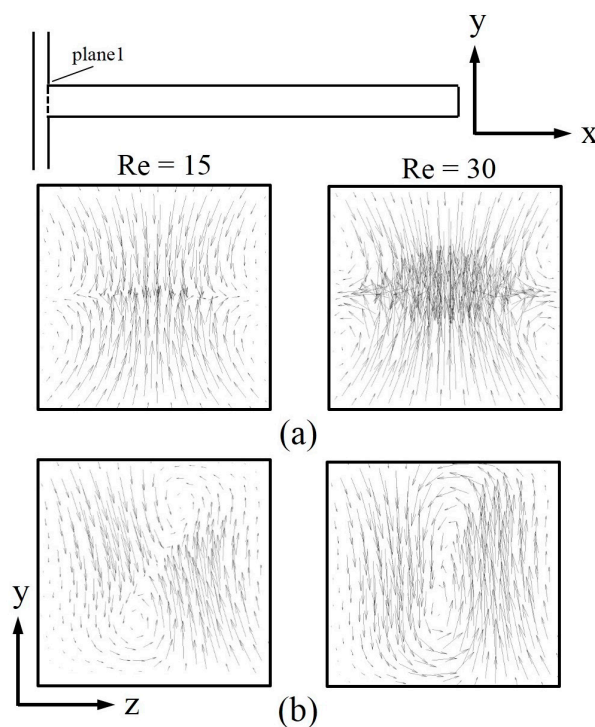 y
plane1
x
Re = 15
Re = 30
(a)
y
z
(b)